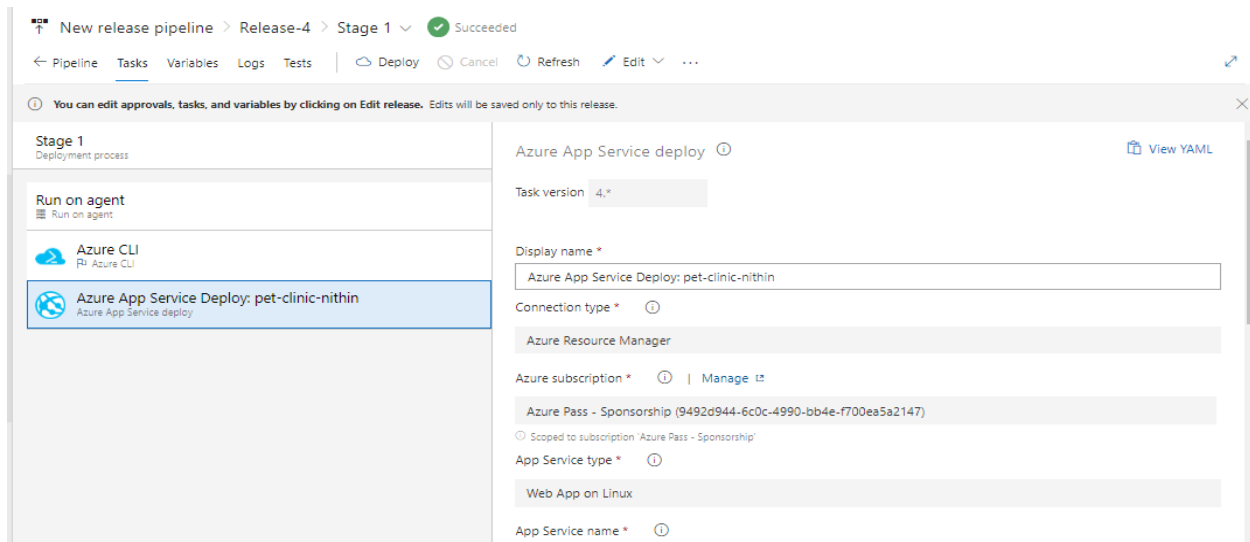 New release pipeline > Release-4 > Stage 1 Succeeded
Pipeline Tasks Variables Logs Tests Deploy Cancel Refresh Edit ...
You can edit approvals, tasks, and variables by clicking on Edit release. Edits will be saved only to this release.
Stage 1
Deployment process
Run on agent
Run on agent
Azure CLI
Azure CLI
Azure App Service Deploy: pet-clinic-nithin
Azure App Service deploy
Azure App Service deploy
View YAML
Task version 4.*
Display name *
Azure App Service Deploy: pet-clinic-nithin
Connection type *
Azure Resource Manager
Azure subscription * | Manage
Azure Pass - Sponsorship (9492d944-6c0c-4990-bb4e-f700ea5a2147)
Scoped to subscription 'Azure Pass - Sponsorship'
App Service type *
Web App on Linux
App Service name *